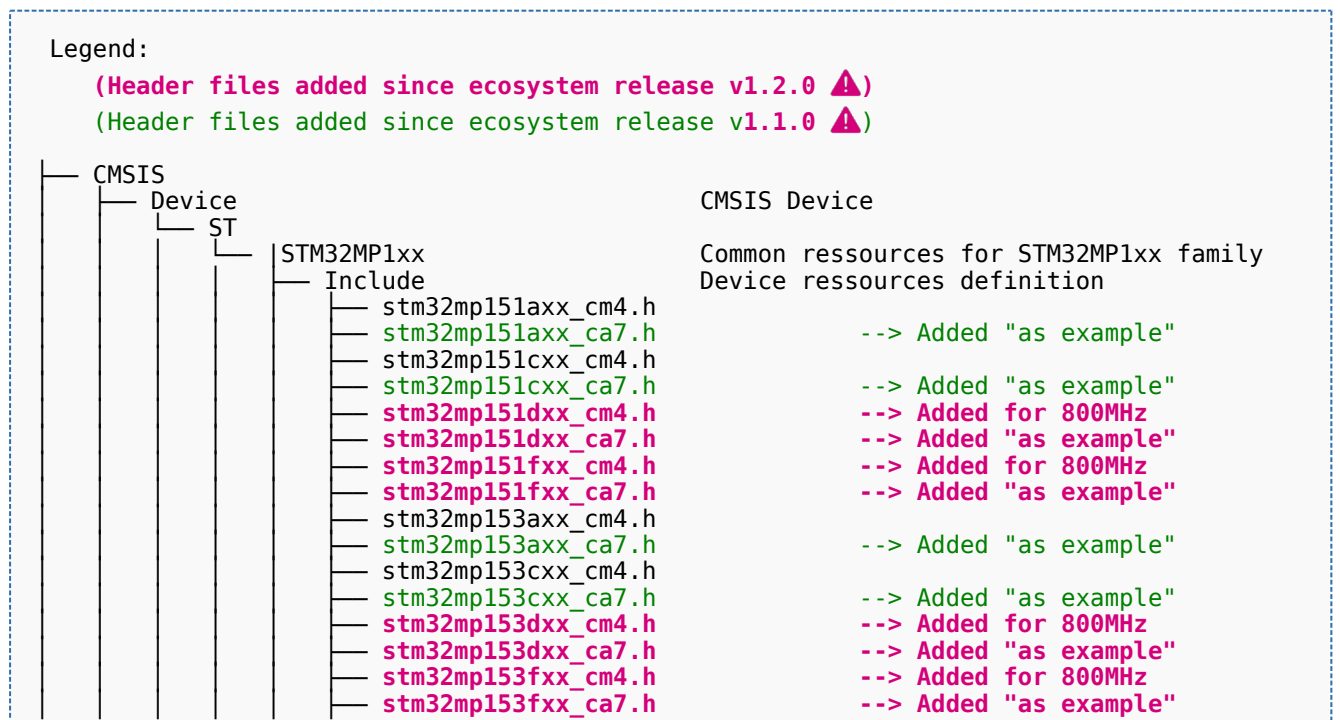 Legend:
(Header files added since ecosystem release v1.2.0 ⚠)
(Header files added since ecosystem release v1.1.0 ⚠)
├── CMSIS
│   ├── Device                                CMSIS Device
│   │   └── ST
│   │   │   └── |STM32MP1xx                   Common ressources for STM32MP1xx family
│   │   │   │   ├── Include                   Device ressources definition
│   │   │   │   │   ├── stm32mp151axx_cm4.h
│   │   │   │   │   ├── stm32mp151axx_ca7.h              --> Added "as example"
│   │   │   │   │   ├── stm32mp151cxx_cm4.h
│   │   │   │   │   ├── stm32mp151cxx_ca7.h              --> Added "as example"
│   │   │   │   │   ├── stm32mp151dxx_cm4.h              --> Added for 800MHz
│   │   │   │   │   ├── stm32mp151dxx_ca7.h              --> Added "as example"
│   │   │   │   │   ├── stm32mp151fxx_cm4.h              --> Added for 800MHz
│   │   │   │   │   ├── stm32mp151fxx_ca7.h              --> Added "as example"
│   │   │   │   │   ├── stm32mp153axx_cm4.h
│   │   │   │   │   ├── stm32mp153axx_ca7.h              --> Added "as example"
│   │   │   │   │   ├── stm32mp153cxx_cm4.h
│   │   │   │   │   ├── stm32mp153cxx_ca7.h              --> Added "as example"
│   │   │   │   │   ├── stm32mp153dxx_cm4.h              --> Added for 800MHz
│   │   │   │   │   ├── stm32mp153dxx_ca7.h              --> Added "as example"
│   │   │   │   │   ├── stm32mp153fxx_cm4.h              --> Added for 800MHz
│   │   │   │   │   ├── stm32mp153fxx_ca7.h              --> Added "as example"